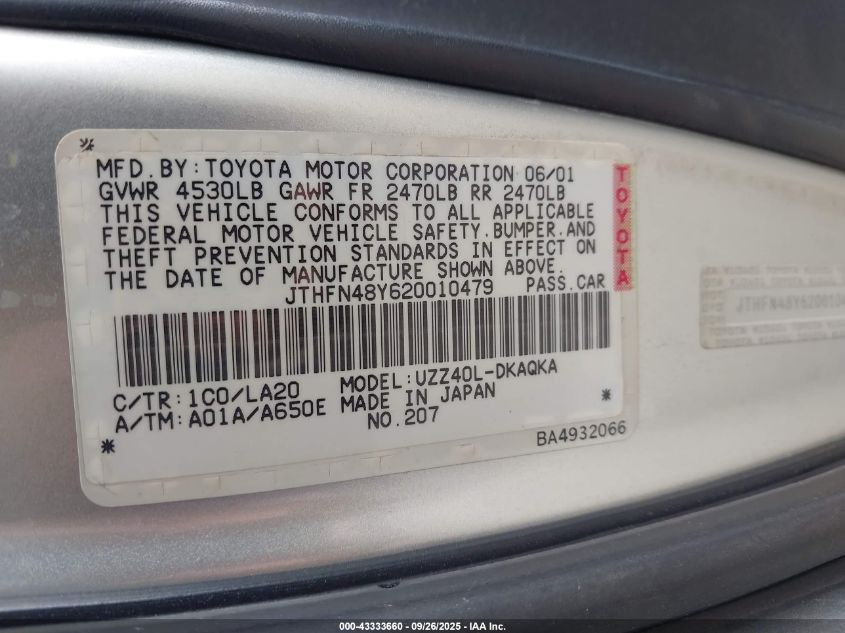 MFD. BY: TOYOTA MOTOR CORPORATION 06/01
GVWR 4530LB GAWR FR 2470LB RR 2470LB
THIS VEHICLE CONFORMS TO ALL APPLICABLE
FEDERAL MOTOR VEHICLE SAFETY.BUMPER.AND
THEFT PREVENTION STANDARDS IN EFFECT ON
THE DATE OF MANUFACTURE SHOWN ABOVE.
JTHFN48Y620010479 PASS.CAR
TOYOTA
C/TR: 1C0/LA20 MODEL: UZZ40L-DKAQKA
A/TM: A01A/A650E MADE IN JAPAN
NO.207
BA4932066
JTHFN48Y62001
000-43333660 - 09/26/2025 - IAA Inc.